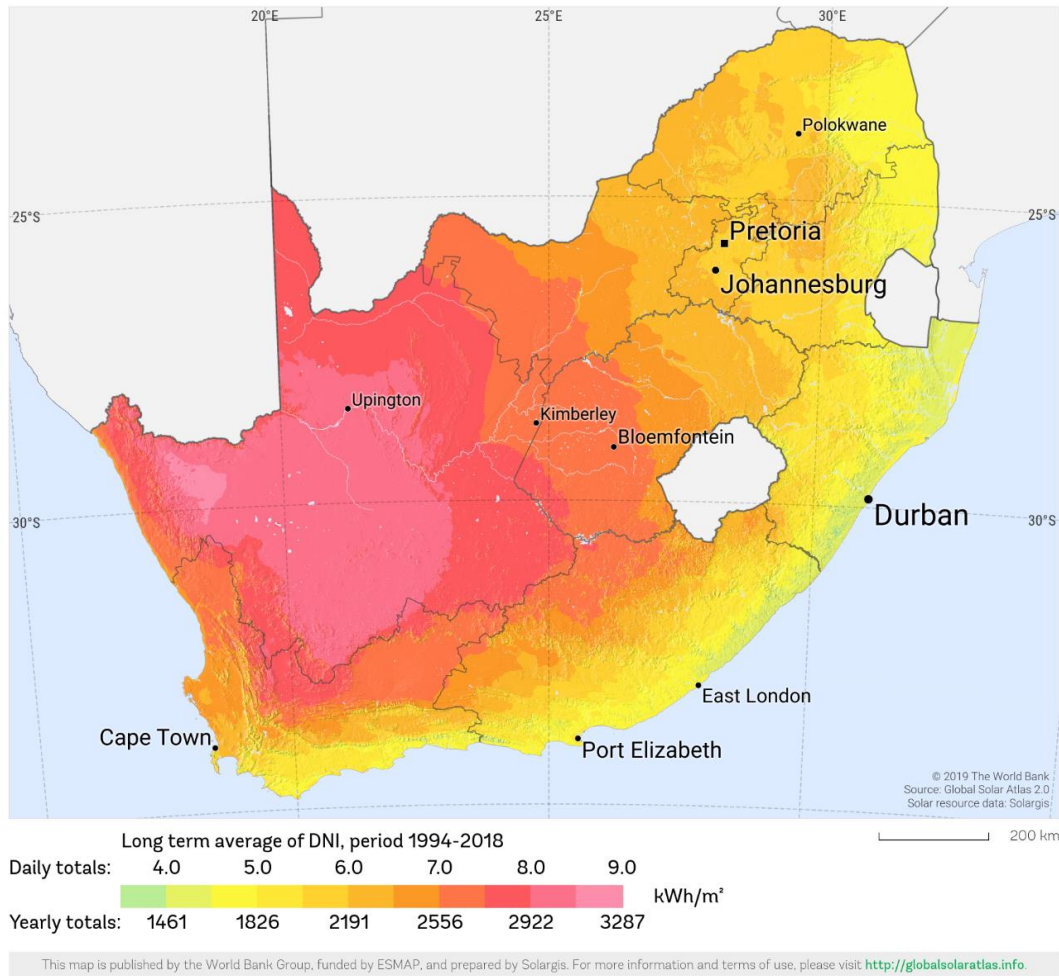 20°E 25°E 30°E
Polokwane
25°S 25°S
Pretoria
Johannesburg
Upington
Kimberley
Bloemfontein
30°S 30°S
Durban
East London
Cape Town
Port Elizabeth
© 2019 The World Bank
Source: Global Solar Atlas 2.0
Solar resource data: Solargis
200 km
Long term average of DNI, period 1994-2018
Daily totals: 4.0 5.0 6.0 7.0 8.0 9.0
kWh/m²
Yearly totals: 1461 1826 2191 2556 2922 3287
This map is published by the World Bank Group, funded by ESMAP, and prepared by Solargis. For more information and terms of use, please visit http://globalsolaratlas.info.